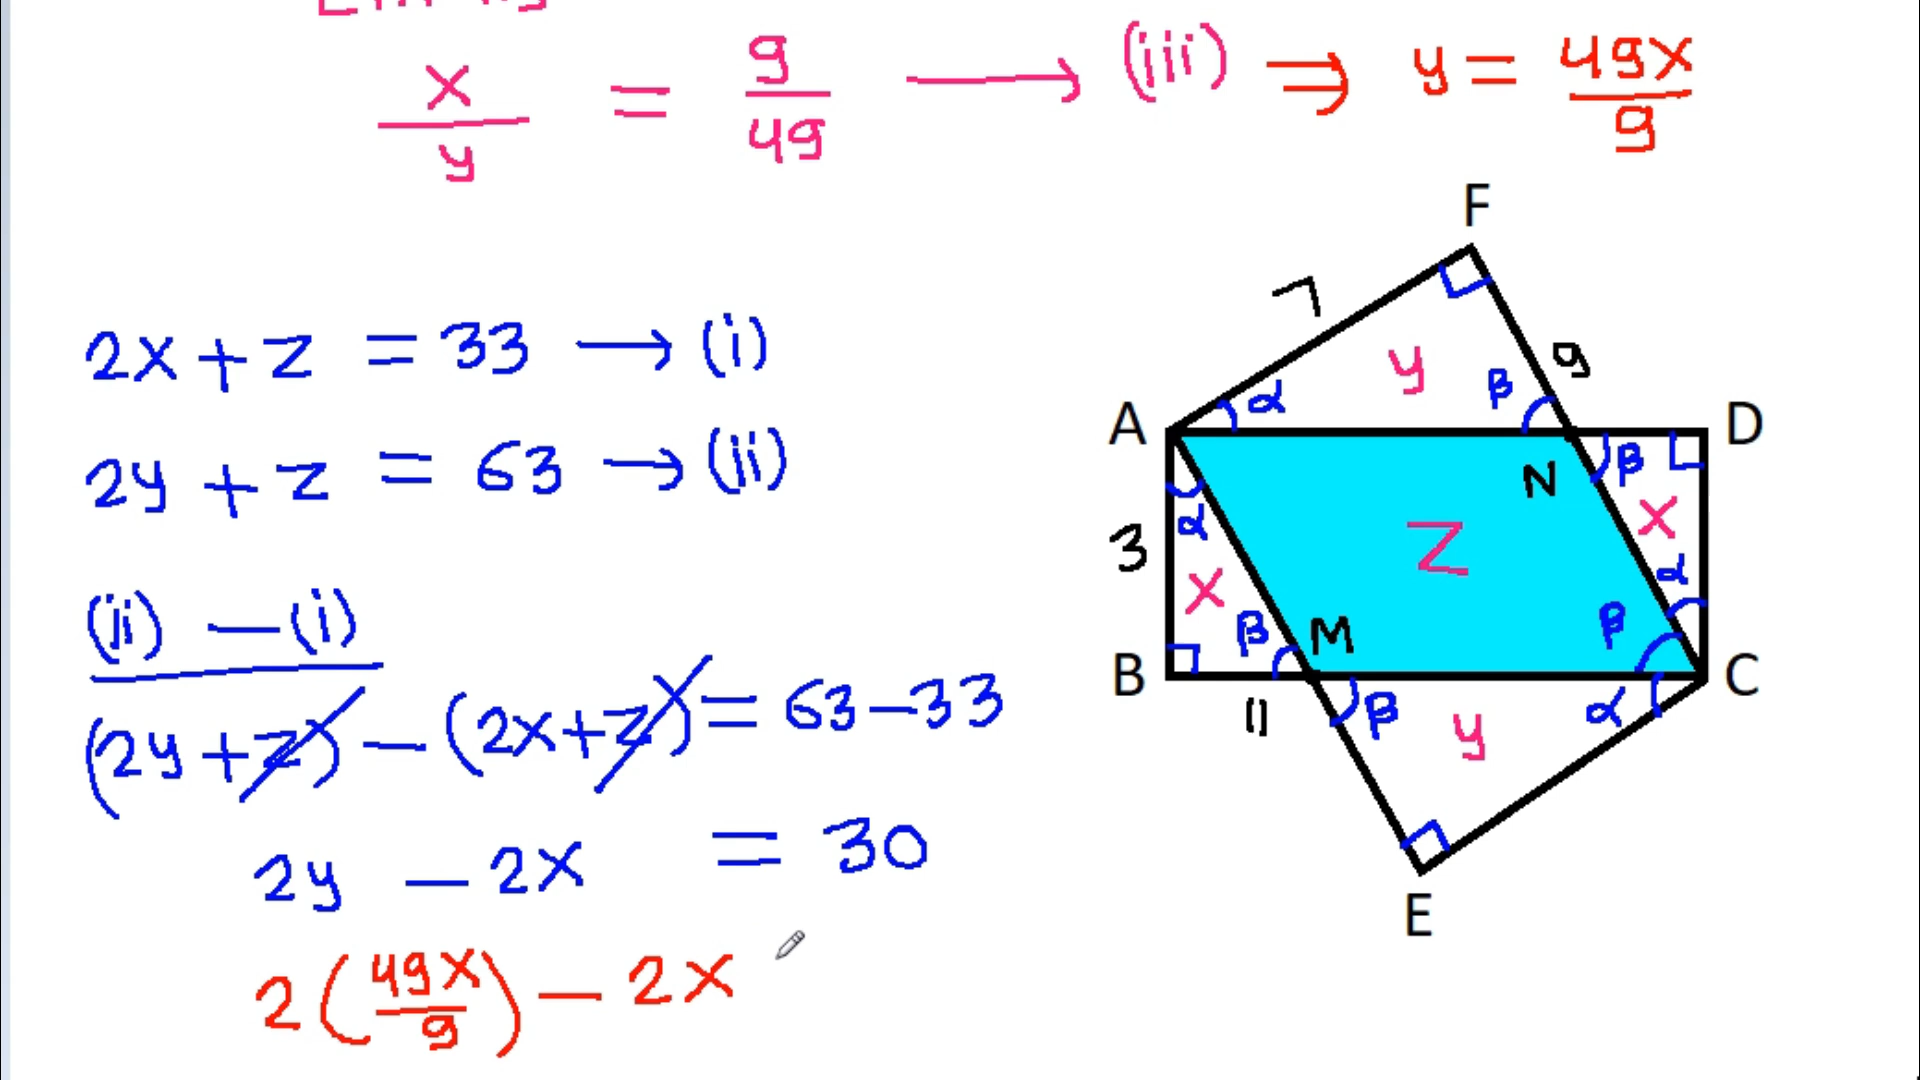 x/y = 9/49 ⟶ (iii) ⇒ y = 49x/9
2x + z = 33 ⟶ (i)
2y + z = 63 ⟶ (ii)
(ii) − (i)
(2y + z) − (2x + z) = 63 − 33
2y − 2x = 30
2(49x/9) − 2x
F
7
y
9
α
β
A
D
N
β
α
3
Z
x
x
α
β
M
β
B
C
11
β
y
α
E